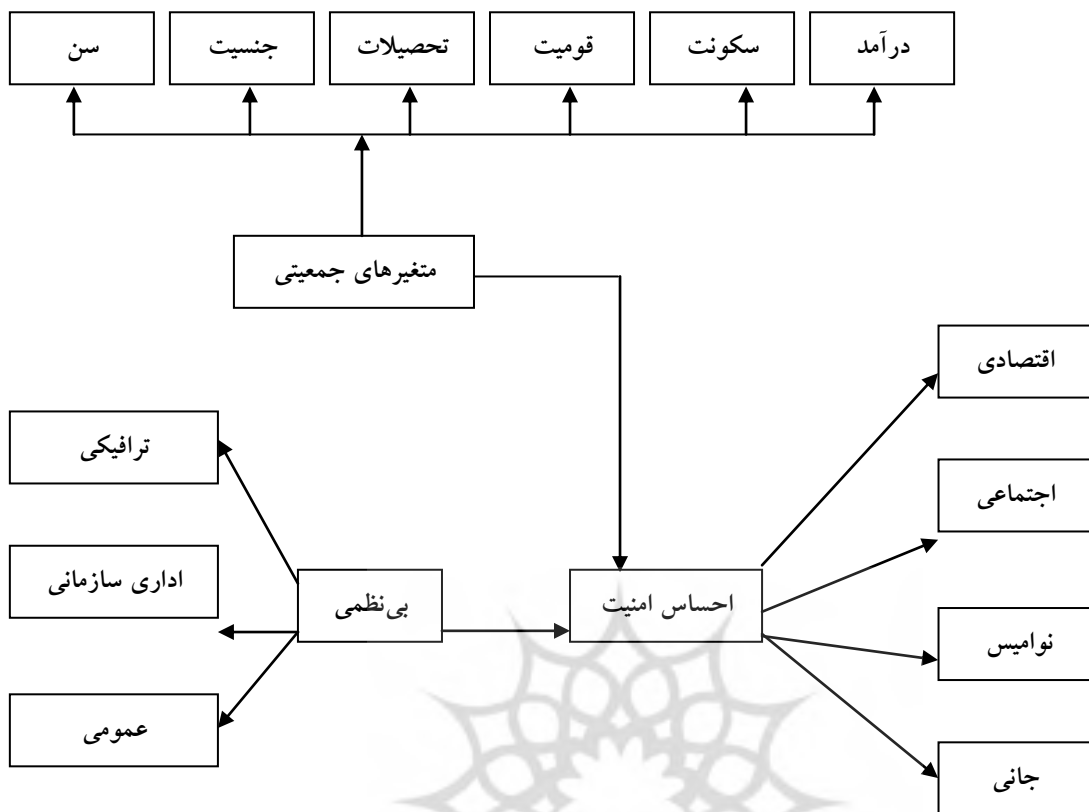 درآمد
سکونت
قومیت
تحصیلات
جنسیت
سن
متغیرهای جمعیتی
اقتصادی
ترافیکی
اجتماعی
اداری سازمانی
بی‌نظمی
احساس امنیت
نوامیس
عمومی
جانی